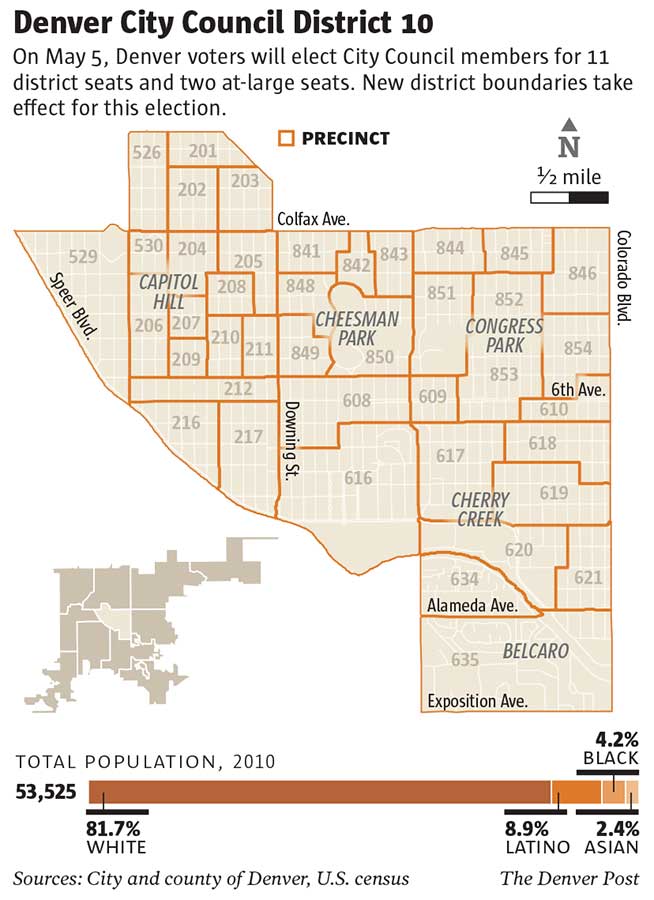 Denver City Council District 10
On May 5, Denver voters will elect City Council members for 11
district seats and two at-large seats. New district boundaries take
effect for this election.
PRECINCT
N
½ mile
526
201
202
203
Colfax Ave.
529
530
204
205
841
842
843
844
845
846
Colorado Blvd.
Speer Blvd.
CAPITOL
HILL
208
848
851
852
206
207
CHEESMAN
PARK
CONGRESS
PARK
209
210
211
849
850
853
854
212
6th Ave.
608
609
610
216
217
Downing St.
616
617
618
619
CHERRY
CREEK
620
621
634
Alameda Ave.
635
BELCARO
Exposition Ave.
TOTAL POPULATION, 2010
4.2%
BLACK
53,525
81.7%
WHITE
8.9%
LATINO
2.4%
ASIAN
Sources: City and county of Denver, U.S. census
The Denver Post